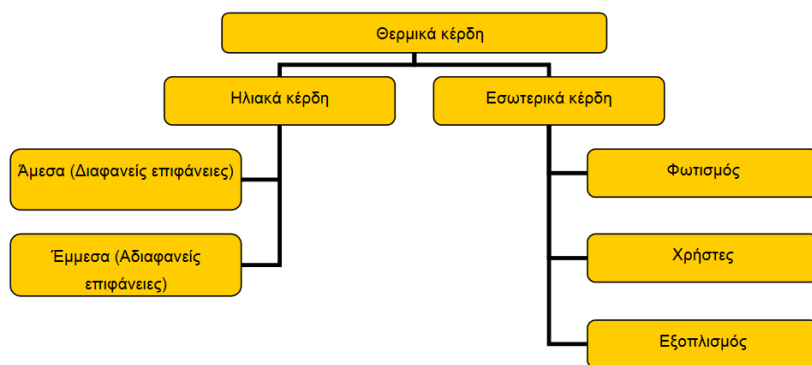 Θερμικά κέρδη
Ηλιακά κέρδη
Εσωτερικά κέρδη
Άμεσα (Διαφανείς επιφάνειες)
Έμμεσα (Αδιαφανείς
επιφάνειες)
Φωτισμός
Χρήστες
Εξοπλισμός